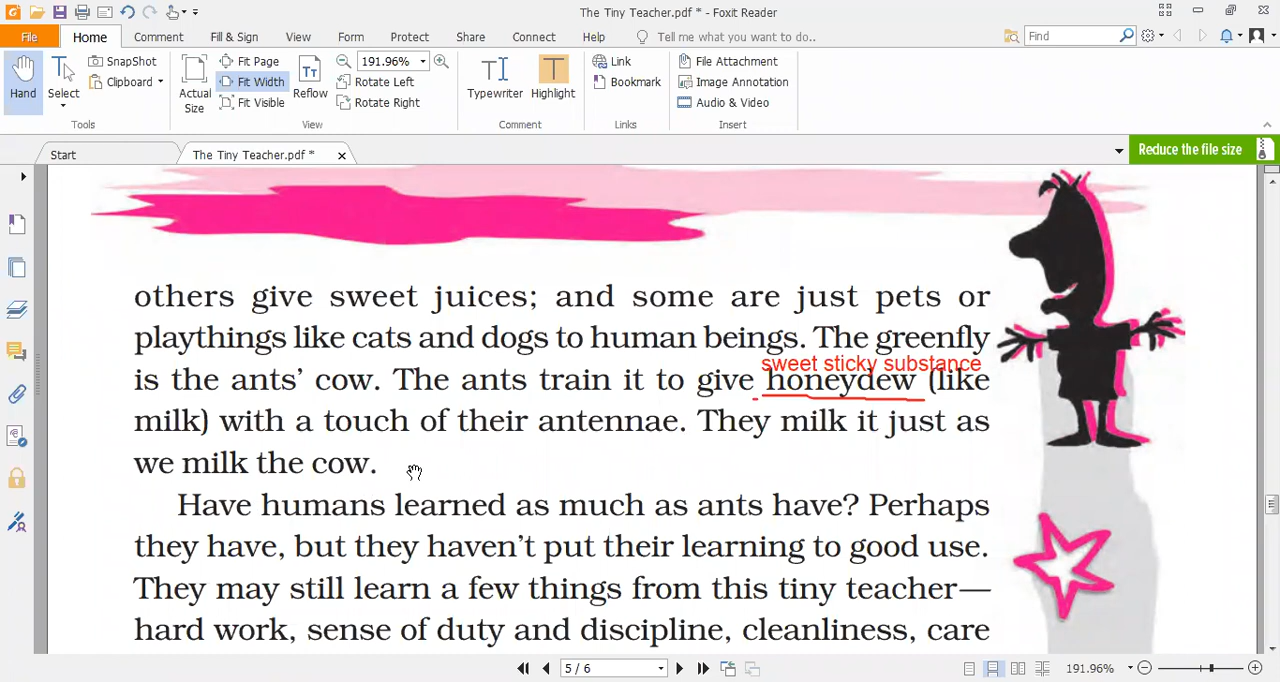 The Tiny Teacher.pdf * - Foxit Reader
File Home Comment Fill & Sign View Form Protect Share Connect Help Tell me what you want to do.. Find
Hand Select SnapShot Clipboard Actual Size Fit Page Fit Width Fit Visible Reflow 191.96% Rotate Left Rotate Right Typewriter Highlight Link Bookmark File Attachment Image Annotation Audio & Video
Tools View Comment Links Insert
Start The Tiny Teacher.pdf * Reduce the file size
others give sweet juices; and some are just pets or
playthings like cats and dogs to human beings. The greenfly
sweet sticky substance
is the ants' cow. The ants train it to give honeydew (like
milk) with a touch of their antennae. They milk it just as
we milk the cow.
Have humans learned as much as ants have? Perhaps
they have, but they haven't put their learning to good use.
They may still learn a few things from this tiny teacher—
hard work, sense of duty and discipline, cleanliness, care
5 / 6 191.96%